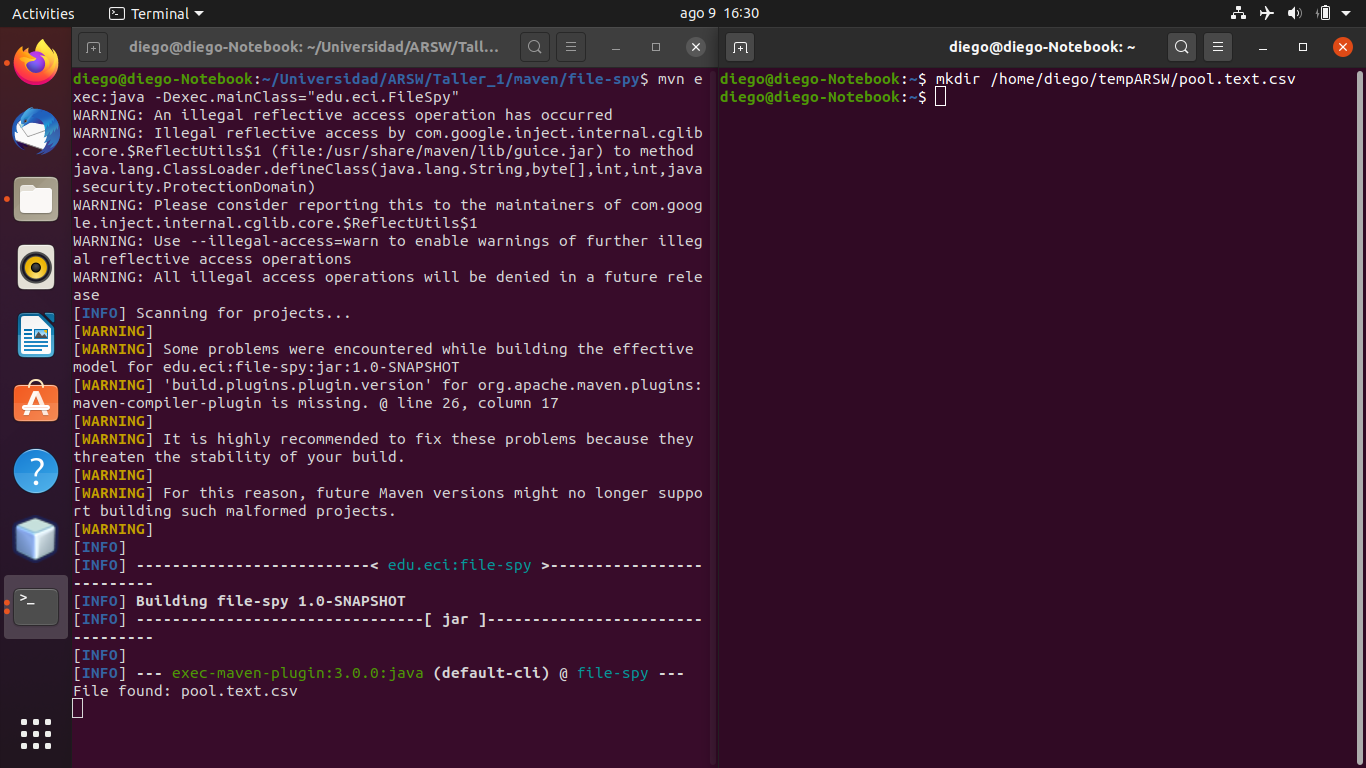 Activities
Terminal
ago 9 16:30
diego@diego-Notebook: ~/Universidad/ARSW/Tall...
diego@diego-Notebook:~/Universidad/ARSW/Taller_1/maven/file-spy$ mvn e
xec:java -Dexec.mainClass="edu.eci.FileSpy"
WARNING: An illegal reflective access operation has occurred
WARNING: Illegal reflective access by com.google.inject.internal.cglib
.core.$ReflectUtils$1 (file:/usr/share/maven/lib/guice.jar) to method
java.lang.ClassLoader.defineClass(java.lang.String,byte[],int,int,java
.security.ProtectionDomain)
WARNING: Please consider reporting this to the maintainers of com.goog
le.inject.internal.cglib.core.$ReflectUtils$1
WARNING: Use --illegal-access=warn to enable warnings of further illeg
al reflective access operations
WARNING: All illegal access operations will be denied in a future rele
ase
[INFO] Scanning for projects...
[WARNING]
[WARNING] Some problems were encountered while building the effective
model for edu.eci:file-spy:jar:1.0-SNAPSHOT
[WARNING] 'build.plugins.plugin.version' for org.apache.maven.plugins:
maven-compiler-plugin is missing. @ line 26, column 17
[WARNING]
[WARNING] It is highly recommended to fix these problems because they
threaten the stability of your build.
[WARNING]
[WARNING] For this reason, future Maven versions might no longer suppo
rt building such malformed projects.
[WARNING]
[INFO]
[INFO] --------------------------< edu.eci:file-spy >-----------------
---------
[INFO] Building file-spy 1.0-SNAPSHOT
[INFO] --------------------------------[ jar ]------------------------
---------
[INFO]
[INFO] --- exec-maven-plugin:3.0.0:java (default-cli) @ file-spy ---
File found: pool.text.csv
diego@diego-Notebook: ~
diego@diego-Notebook:~$ mkdir /home/diego/tempARSW/pool.text.csv
diego@diego-Notebook:~$